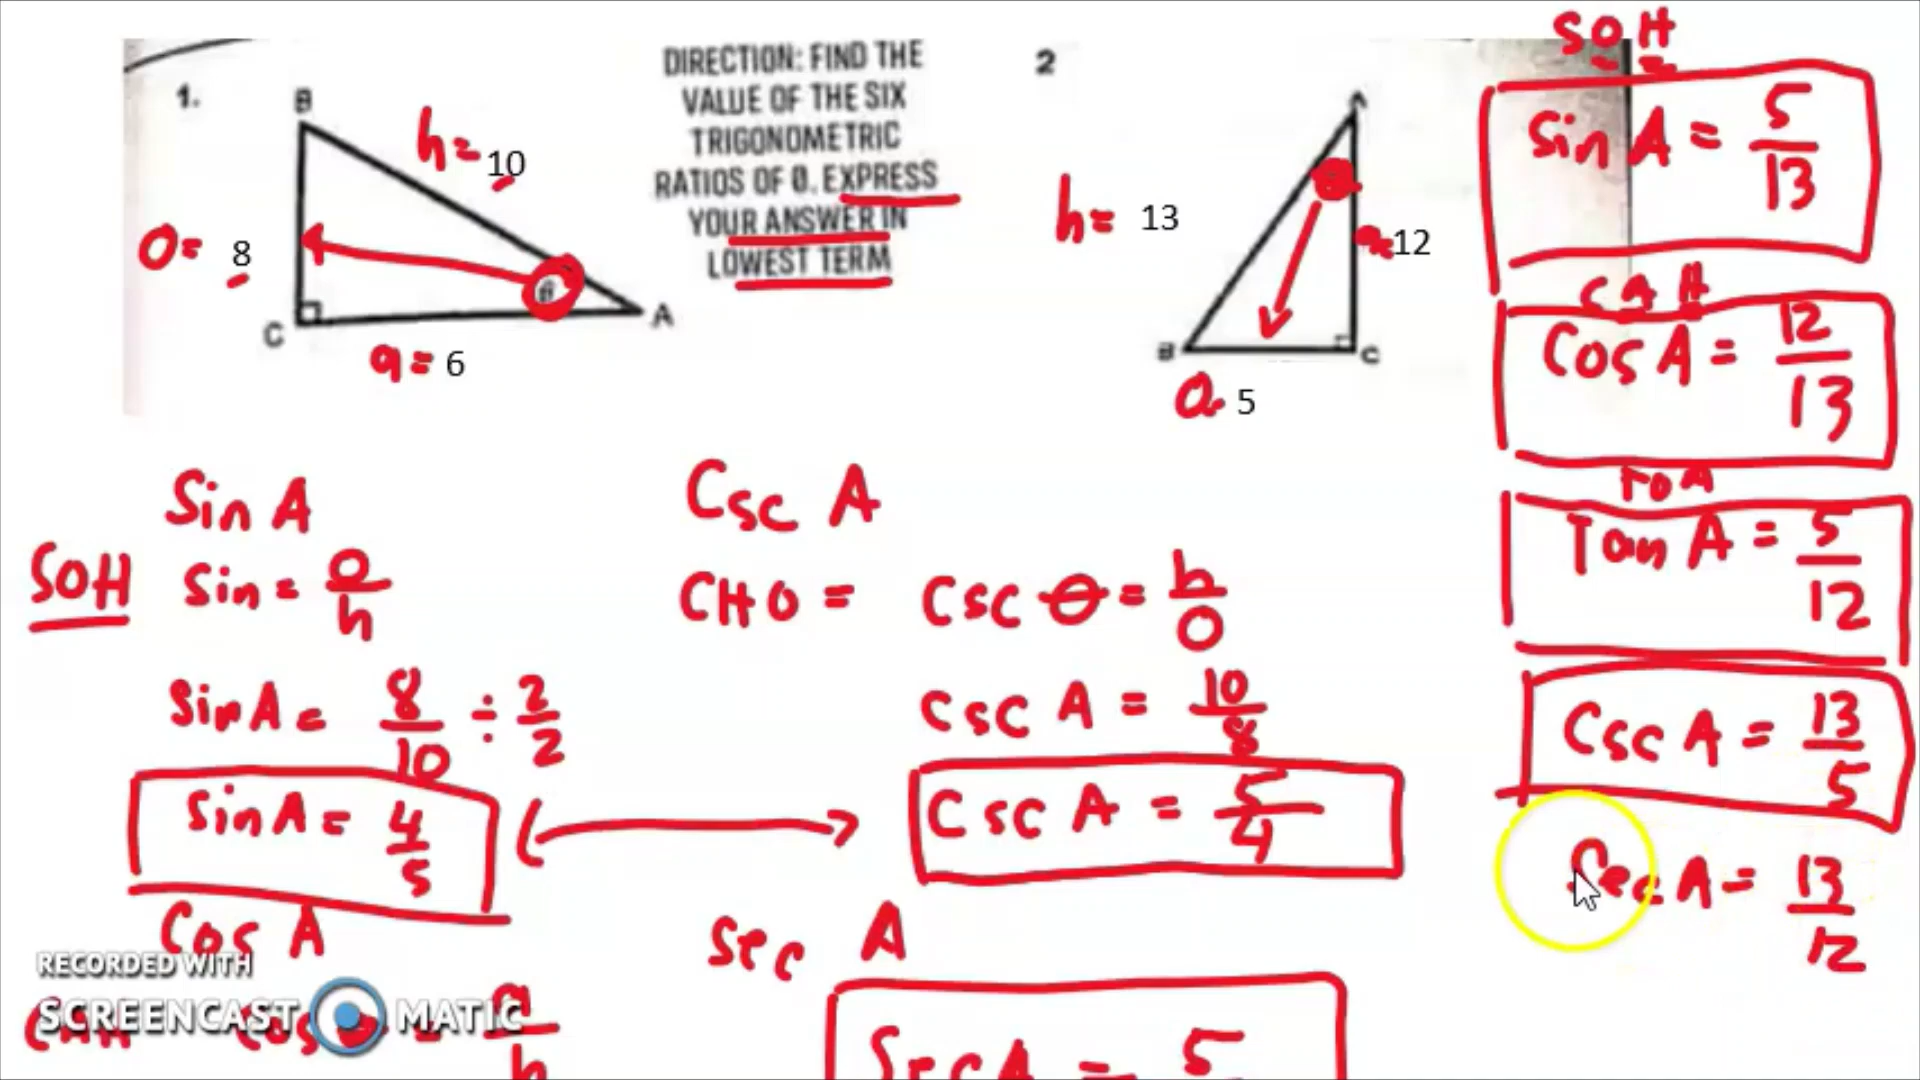 1.
B
h= 10
O= 8
θ
C
A
a= 6
DIRECTION: FIND THE
VALUE OF THE SIX
TRIGONOMETRIC
RATIOS OF θ. EXPRESS
YOUR ANSWER IN
LOWEST TERM
2
A
h= 13
a=12
B
C
O 5
SOH
Sin A = 5/13
CAH
Cos A = 12/13
TOA
Tan A = 5/12
Csc A = 13/5
Sec A = 13/12
Sin A
SOH Sin = o/h
Sin A = 8/10 ÷ 2/2
Sin A = 4/5
Cos A
Csc A
CHO = Csc θ = h/o
Csc A = 10/8
Csc A = 5/4
Sec A
Sec A = 5
RECORDED WITH
SCREENCAST MATIC